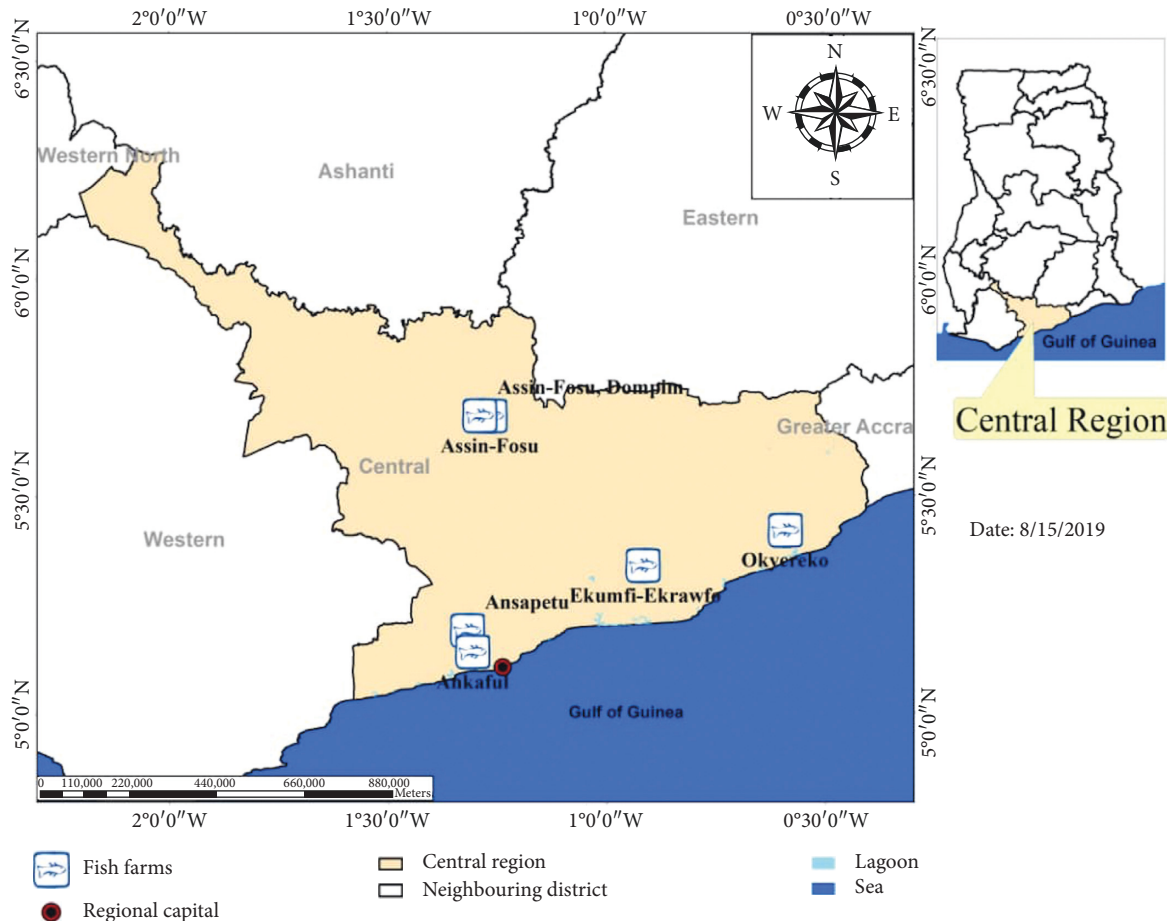 2°0′0″W 1°30′0″W 1°0′0″W 0°30′0″W
6°30′0″N
6°0′0″N
5°30′0″N
5°0′0″N
N
W E
S
Western North
Ashanti
Eastern
Assin-Fosu, Domplin
Assin-Fosu
Greater Accra
Central
Western
Okyereko
Ekumfi-Ekrawfo
Ansapetu
Ankaful
Gulf of Guinea
0 110,000 220,000 440,000 660,000 880,000
Meters
2°0′0″W 1°30′0″W 1°0′0″W 0°30′0″W
6°30′0″N
6°0′0″N
5°30′0″N
5°0′0″N
Gulf of Guinea
Central Region
Date: 8/15/2019
Fish farms
Regional capital
Central region
Neighbouring district
Lagoon
Sea